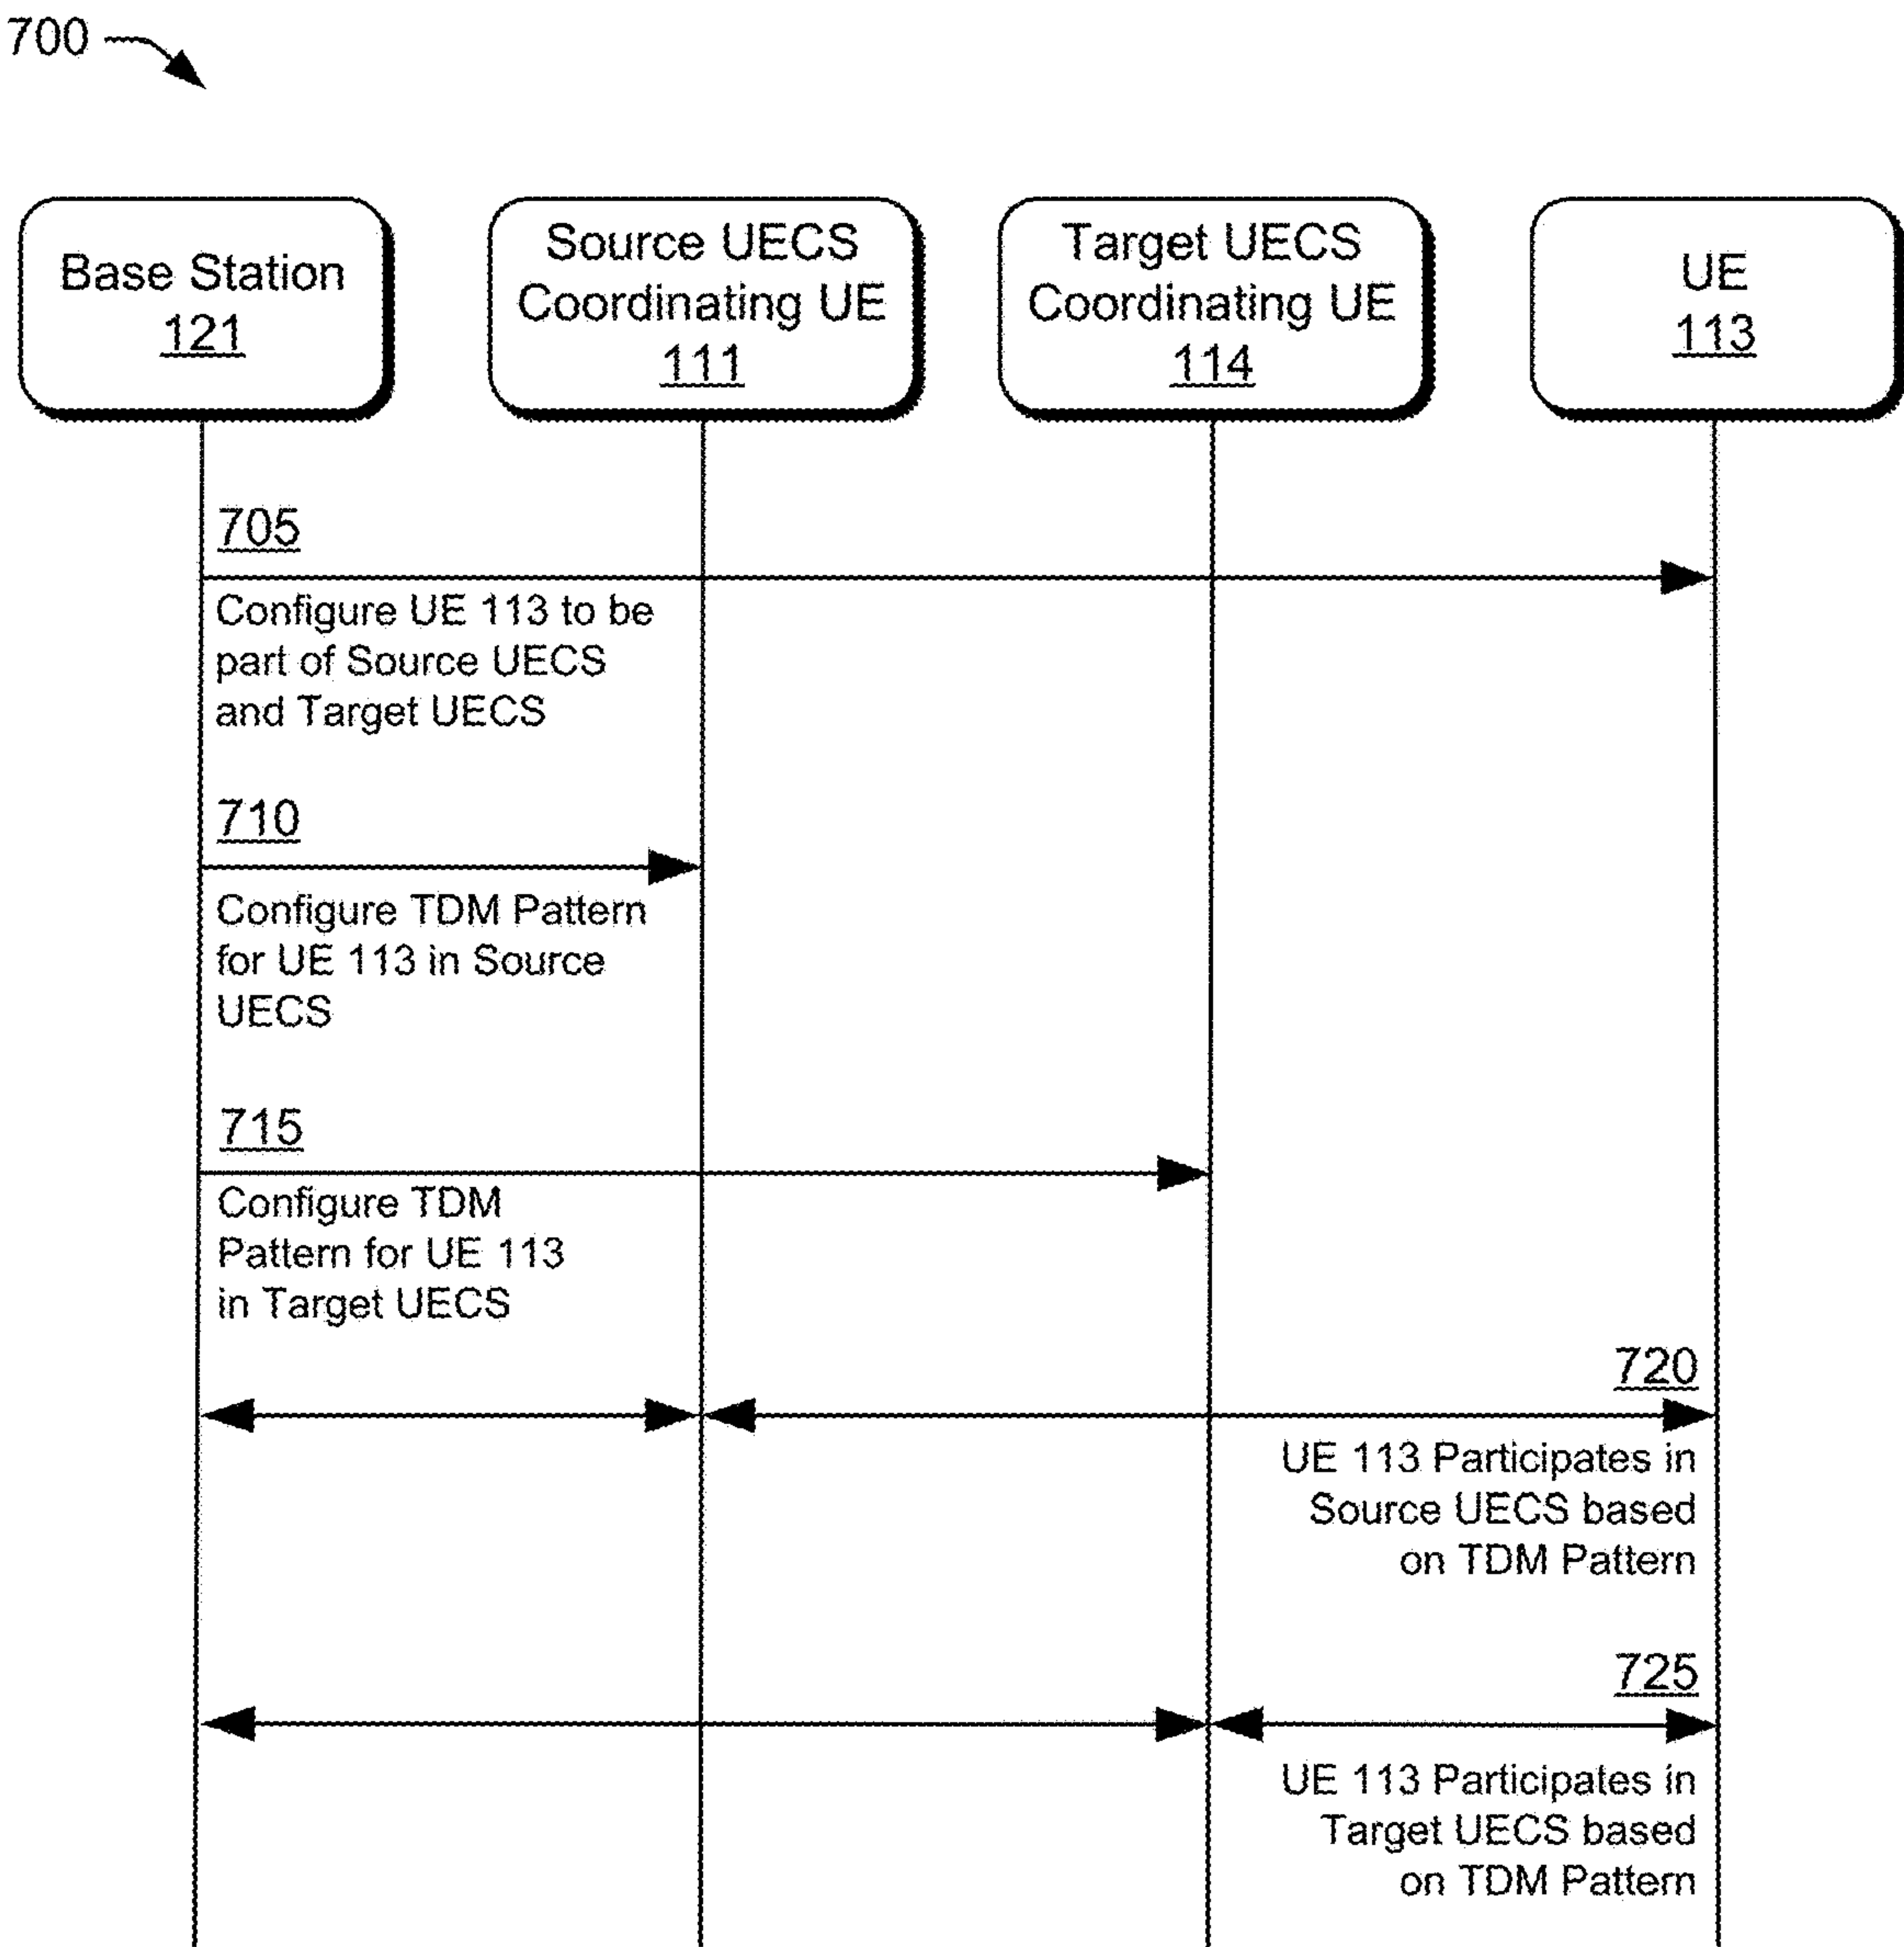 700
Base Station
121
Source UECS
Coordinating UE
111
Target UECS
Coordinating UE
114
UE
113
705
Configure UE 113 to be
part of Source UECS
and Target UECS
710
Configure TDM Pattern
for UE 113 in Source
UECS
715
Configure TDM
Pattern for UE 113
in Target UECS
720
UE 113 Participates in
Source UECS based
on TDM Pattern
725
UE 113 Participates in
Target UECS based
on TDM Pattern